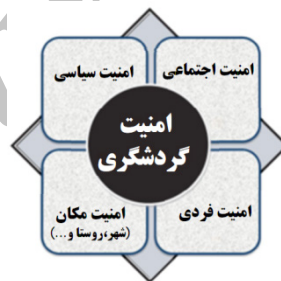 امنیت اجتماعی
امنیت سیاسی
امنیت
گردشگری
امنیت فردی
امنیت مکان
(شهر،روستا و...)